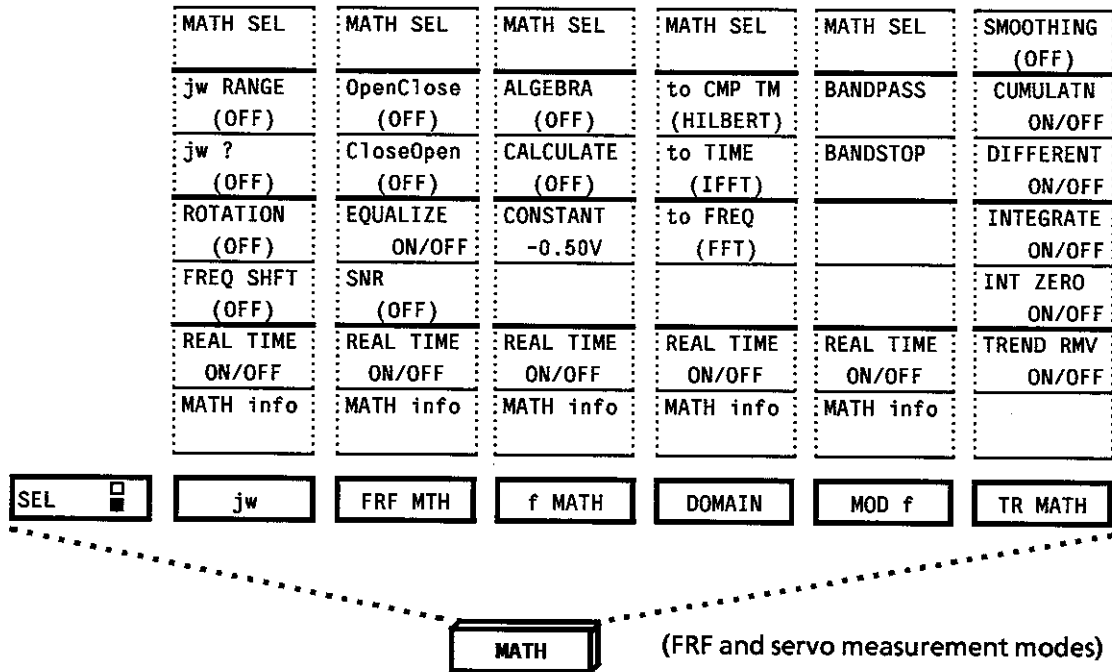 MATH SEL MATH SEL MATH SEL MATH SEL MATH SEL SMOOTHING
(OFF)
jw RANGE OpenClose ALGEBRA to CMP TM BANDPASS CUMULATN
(OFF) (OFF) (OFF) (HILBERT) ON/OFF
jw ? CloseOpen CALCULATE to TIME BANDSTOP DIFFERENT
(OFF) (OFF) (OFF) (IFFT) ON/OFF
ROTATION EQUALIZE CONSTANT to FREQ INTEGRATE
(OFF) ON/OFF -0.50V (FFT) ON/OFF
FREQ SHFT SNR INT ZERO
(OFF) (OFF) ON/OFF
REAL TIME REAL TIME REAL TIME REAL TIME REAL TIME TREND RMV
ON/OFF ON/OFF ON/OFF ON/OFF ON/OFF ON/OFF
MATH info MATH info MATH info MATH info MATH info
SEL jw FRF MTH f MATH DOMAIN MOD f TR MATH
MATH (FRF and servo measurement modes)